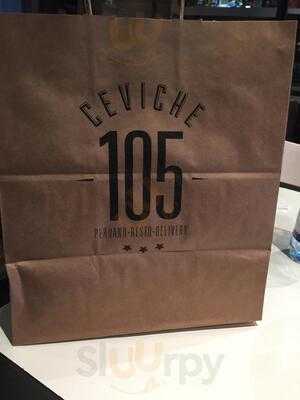 CEVICHE
105
PERUANO-RESTO-DELIVERY
Sluurpy